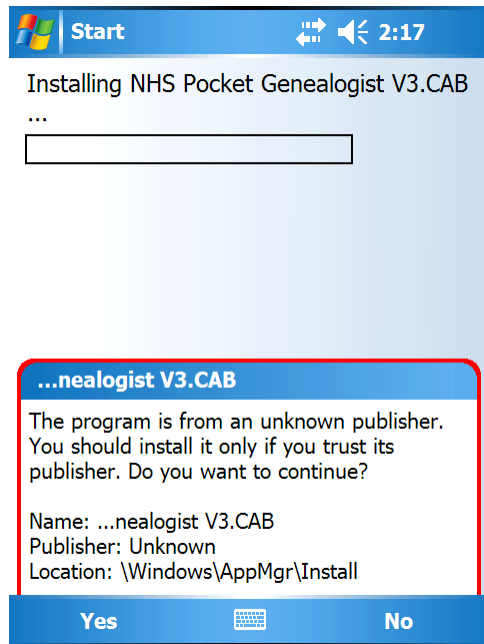 Start 2:17
Installing NHS Pocket Genealogist V3.CAB
...
...nealogist V3.CAB
The program is from an unknown publisher.
You should install it only if you trust its
publisher. Do you want to continue?
Name: ...nealogist V3.CAB
Publisher: Unknown
Location: \Windows\AppMgr\Install
Yes No